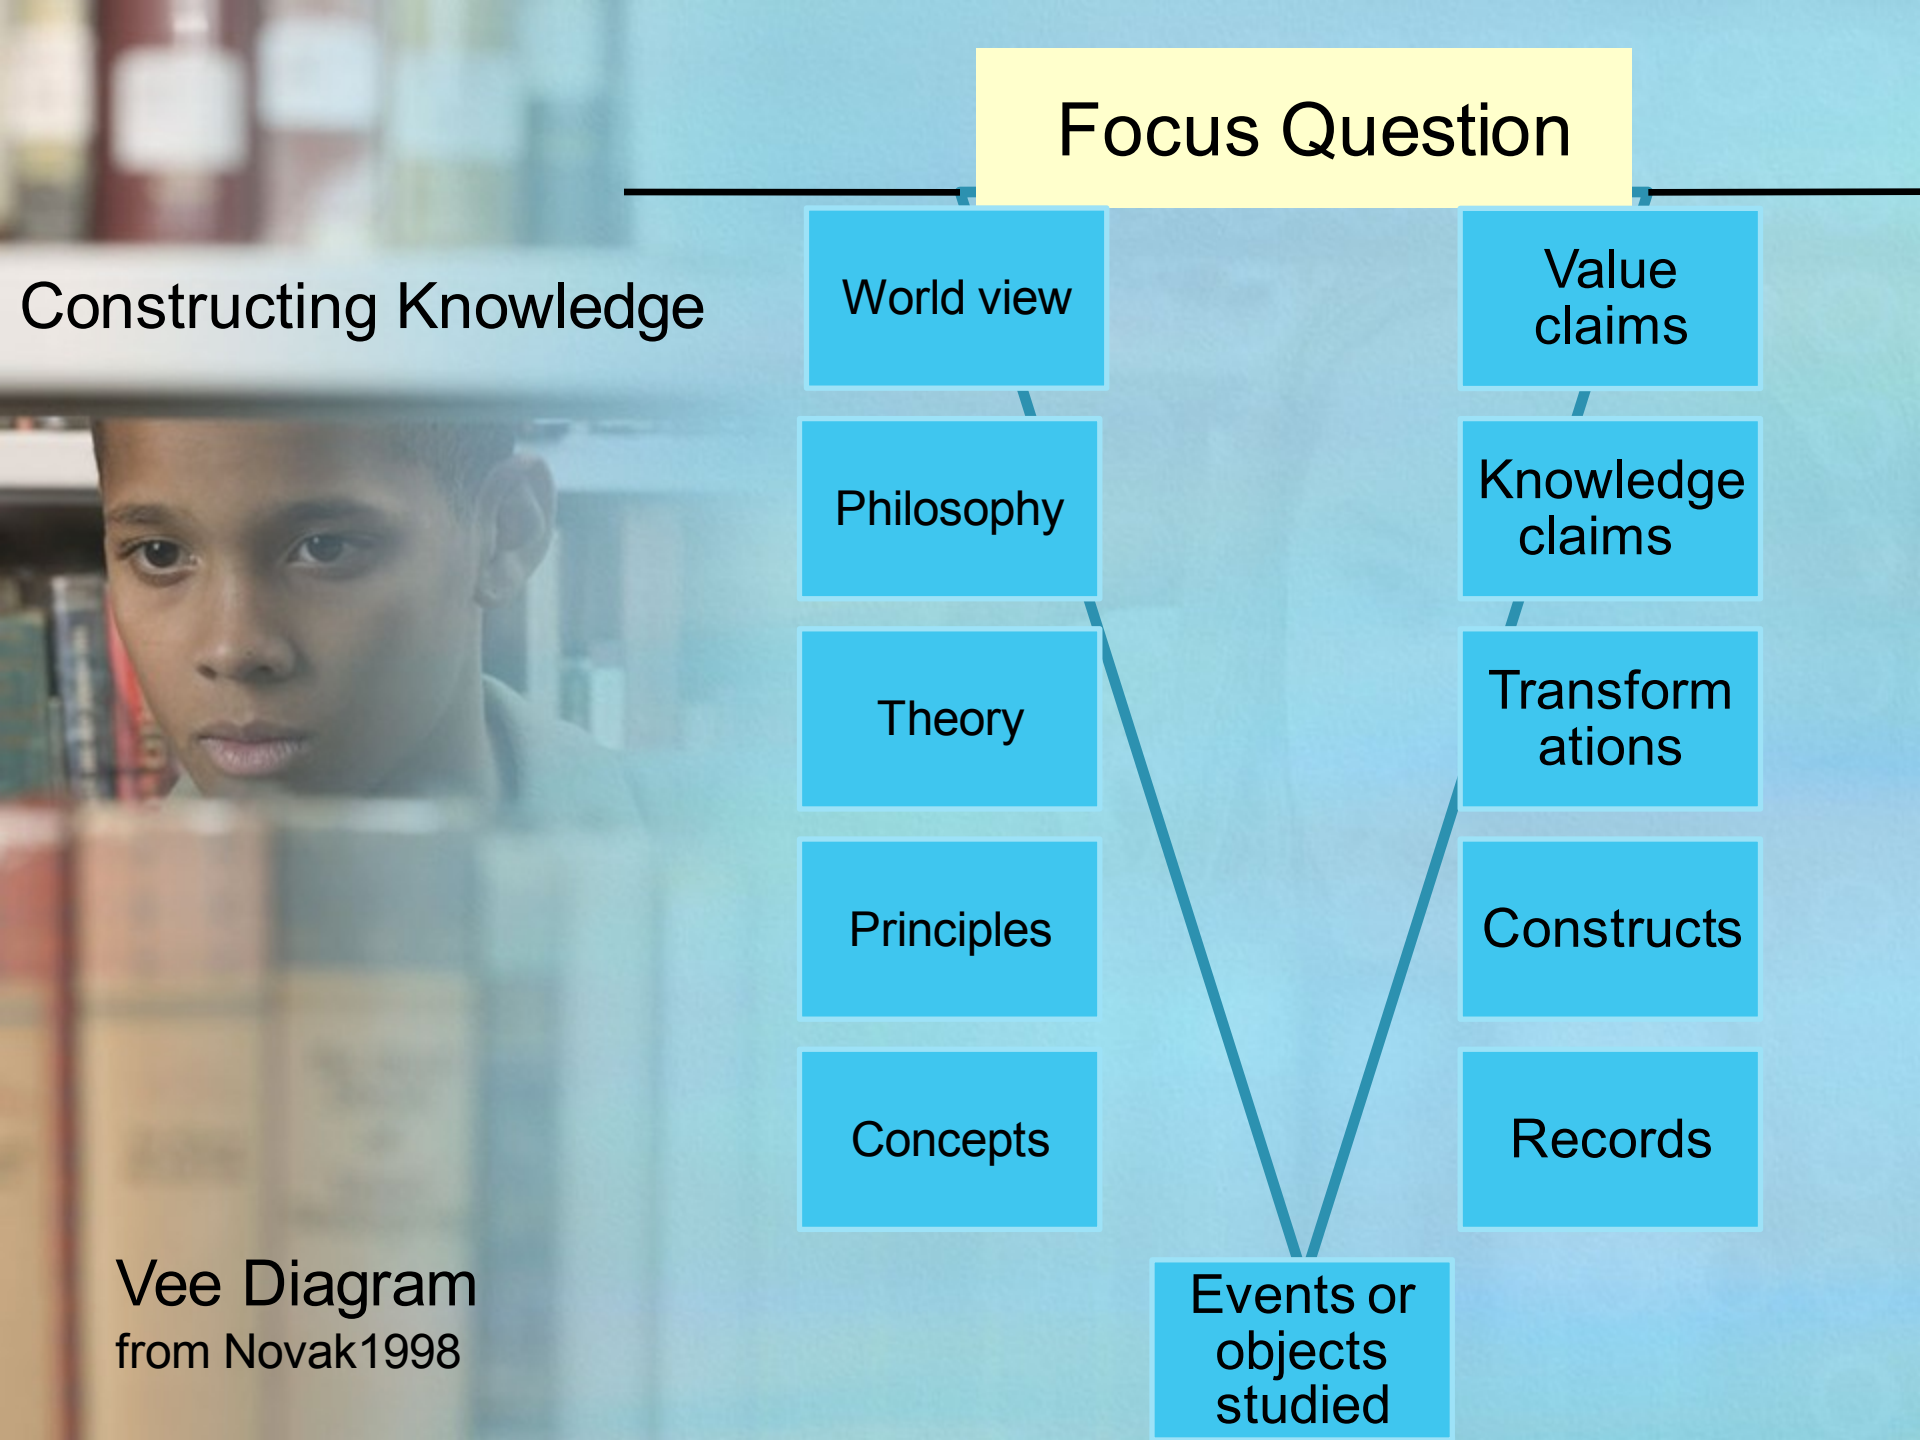 Focus Question
Constructing Knowledge
World view
Philosophy
Theory
Principles
Concepts
Value
claims
Knowledge
claims
Transform
ations
Constructs
Records
Events or
objects
studied
Vee Diagram
from Novak1998